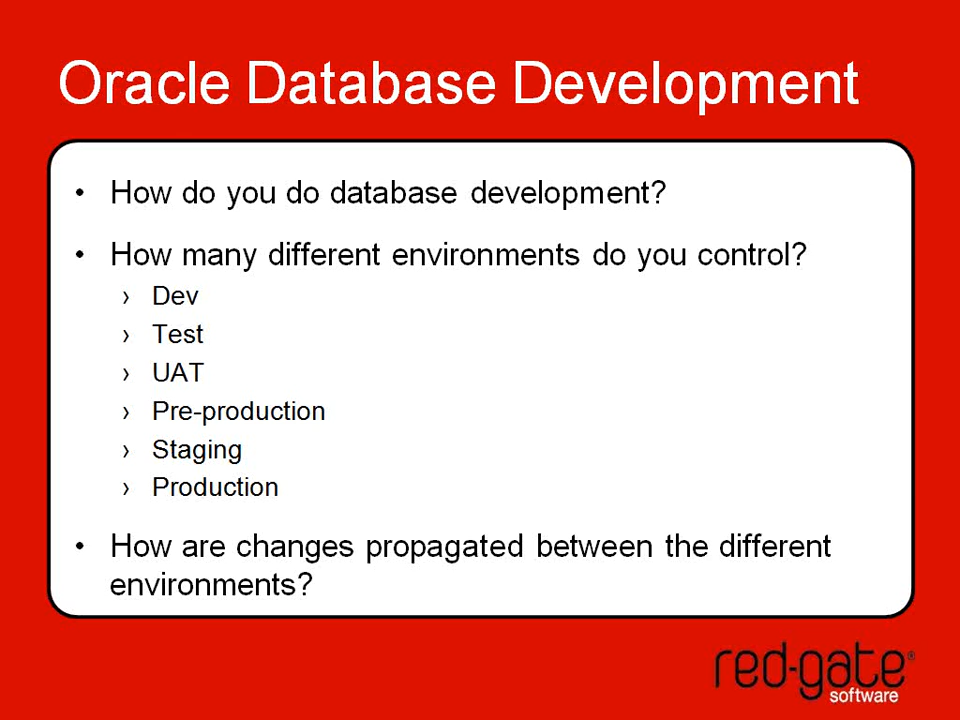 Oracle Database Development
• How do you do database development?
• How many different environments do you control?
› Dev
› Test
› UAT
› Pre-production
› Staging
› Production
• How are changes propagated between the different
environments?
red-gate®
software